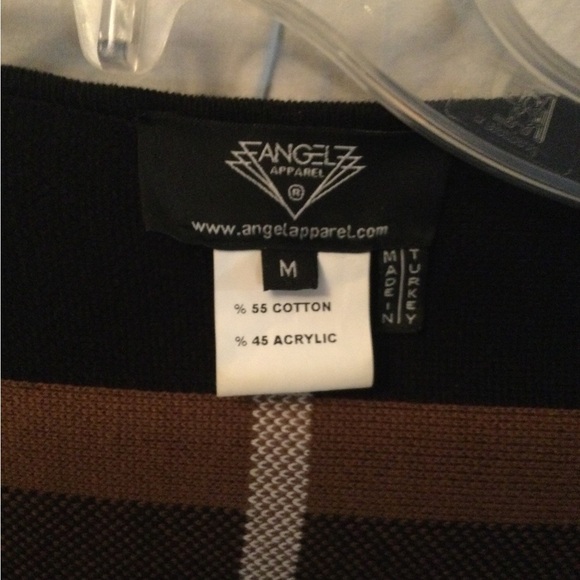 ANGEL
APPAREL
®
www.angelapparel.com
M
% 55 COTTON
% 45 ACRYLIC
MADE IN
TURKEY